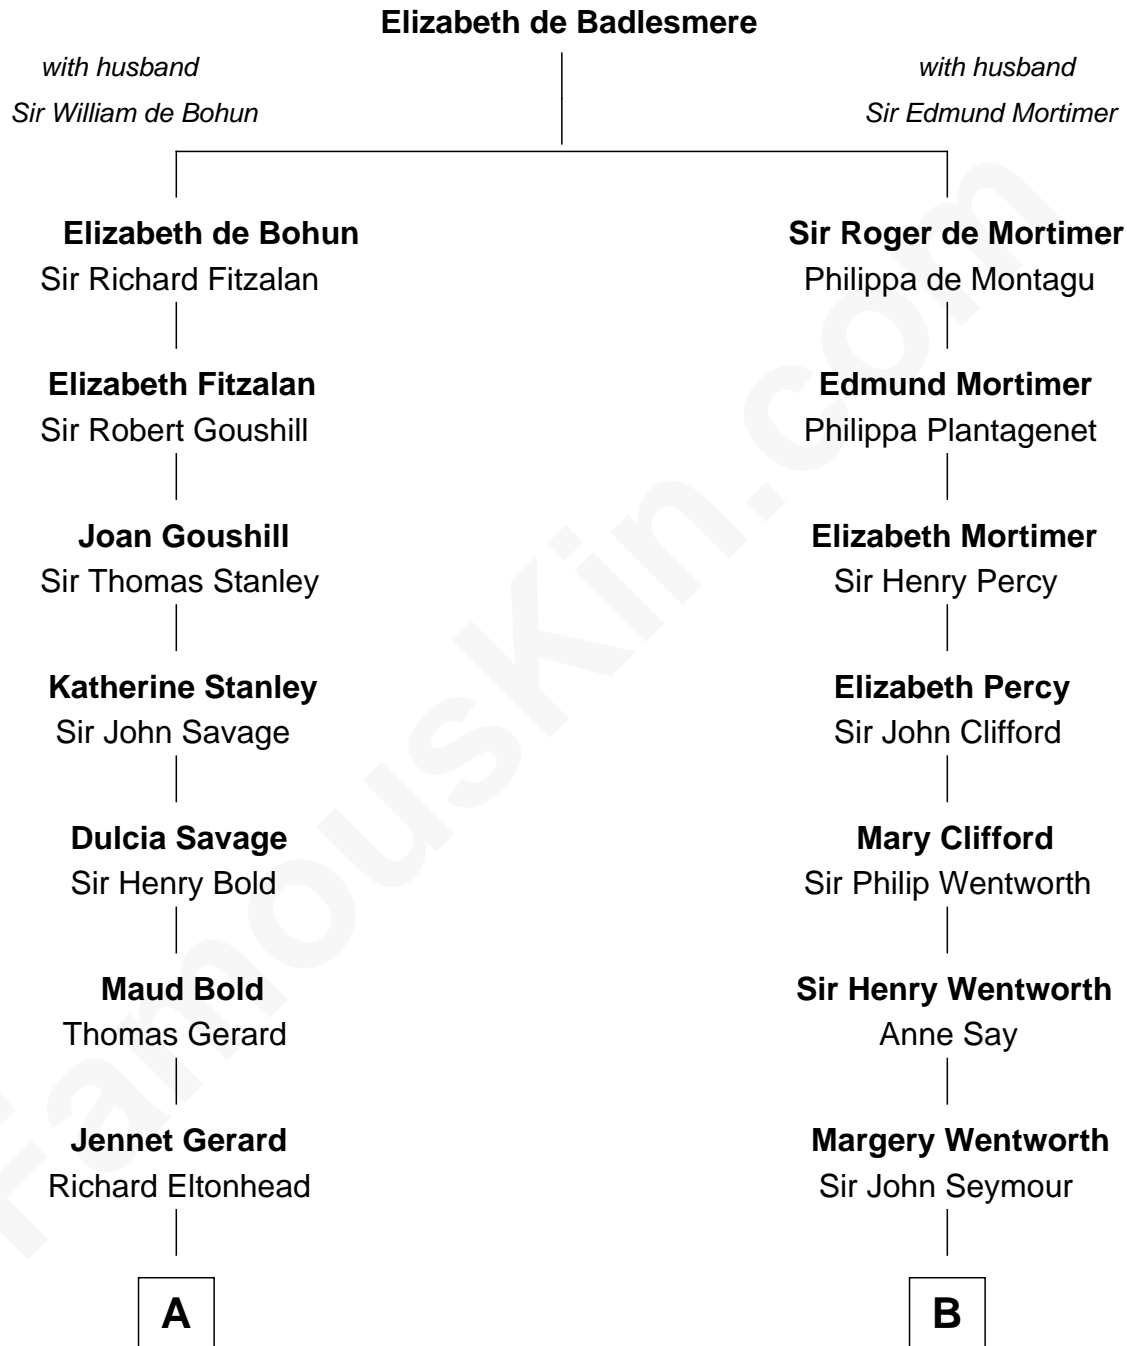 Elizabeth de Badlesmere
with husband
Sir William de Bohun
with husband
Sir Edmund Mortimer
Elizabeth de Bohun
Sir Richard Fitzalan
Sir Roger de Mortimer
Philippa de Montagu
Elizabeth Fitzalan
Sir Robert Goushill
Edmund Mortimer
Philippa Plantagenet
Joan Goushill
Sir Thomas Stanley
Elizabeth Mortimer
Sir Henry Percy
Katherine Stanley
Sir John Savage
Elizabeth Percy
Sir John Clifford
Dulcia Savage
Sir Henry Bold
Mary Clifford
Sir Philip Wentworth
Maud Bold
Thomas Gerard
Sir Henry Wentworth
Anne Say
Jennet Gerard
Richard Eltonhead
Margery Wentworth
Sir John Seymour
A
B
FamousKin.com